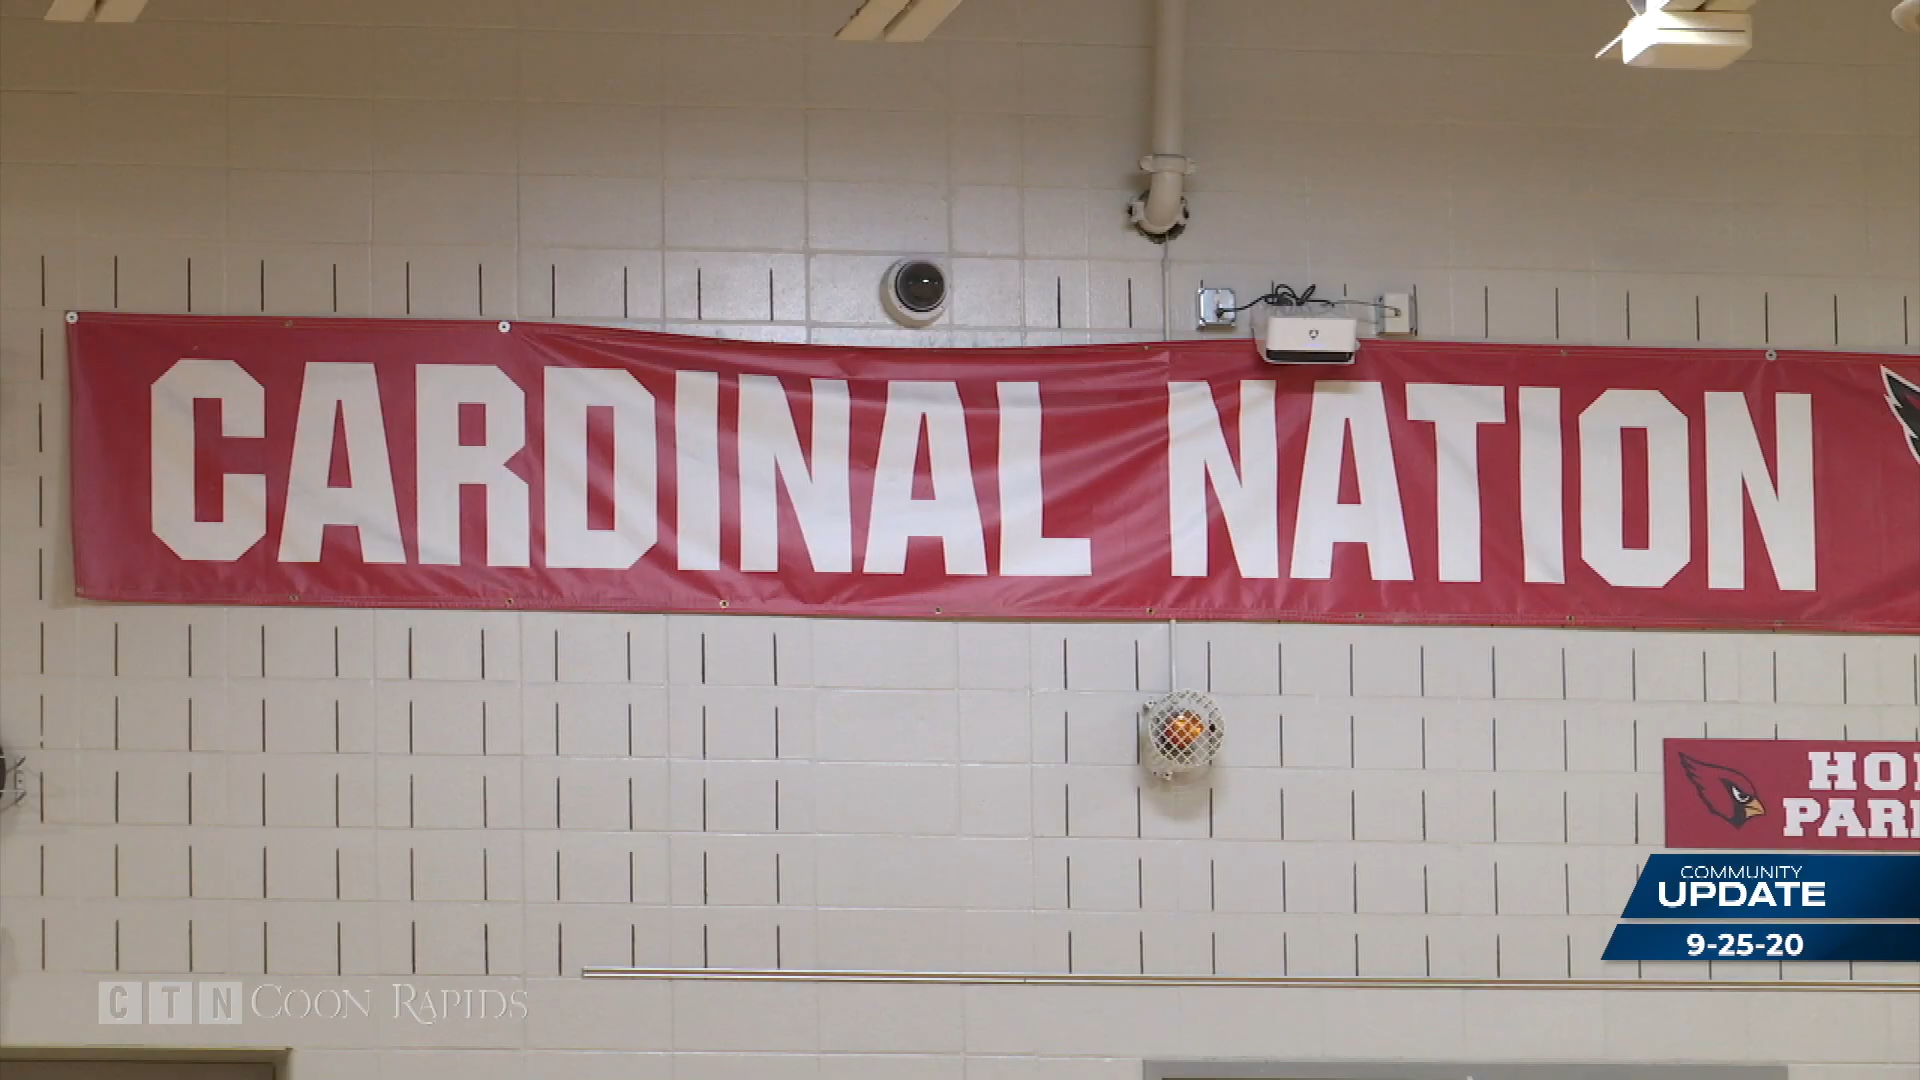 CARDINAL NATION
COMMUNITY
UPDATE
9-25-20
CTN COON RAPIDS